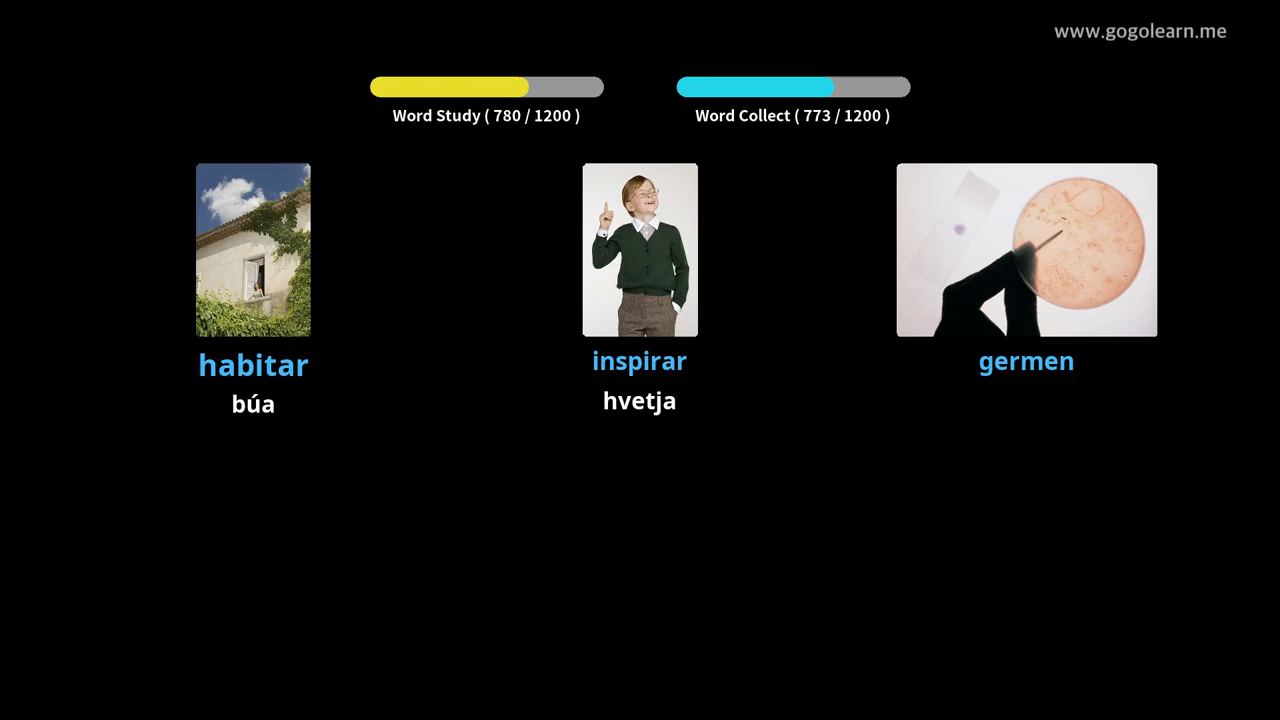 www.gogolearn.me
Word Study ( 780 / 1200 )
Word Collect ( 773 / 1200 )
habitar
búa
inspirar
hvetja
germen